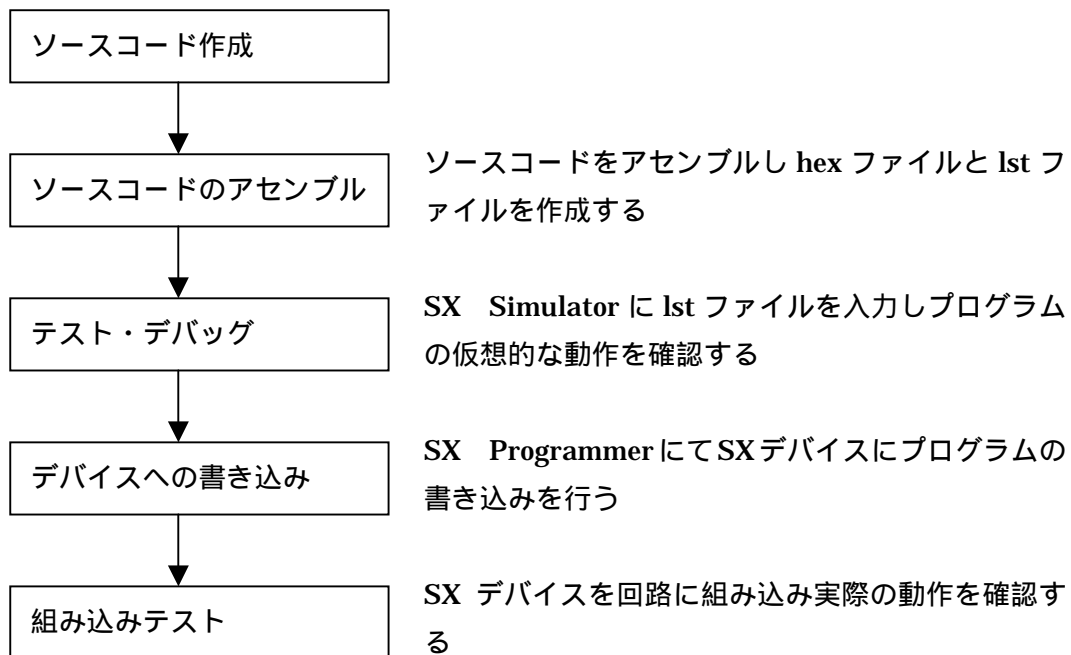 ソースコード作成
ソースコードのアセンブル
ソースコードをアセンブルし hex ファイルと lst フ
ァイルを作成する
テスト・デバッグ
SX　Simulator に lst ファイルを入力しプログラム
の仮想的な動作を確認する
デバイスへの書き込み
SX　Programmer にて SX デバイスにプログラムの
書き込みを行う
組み込みテスト
SX デバイスを回路に組み込み実際の動作を確認す
る